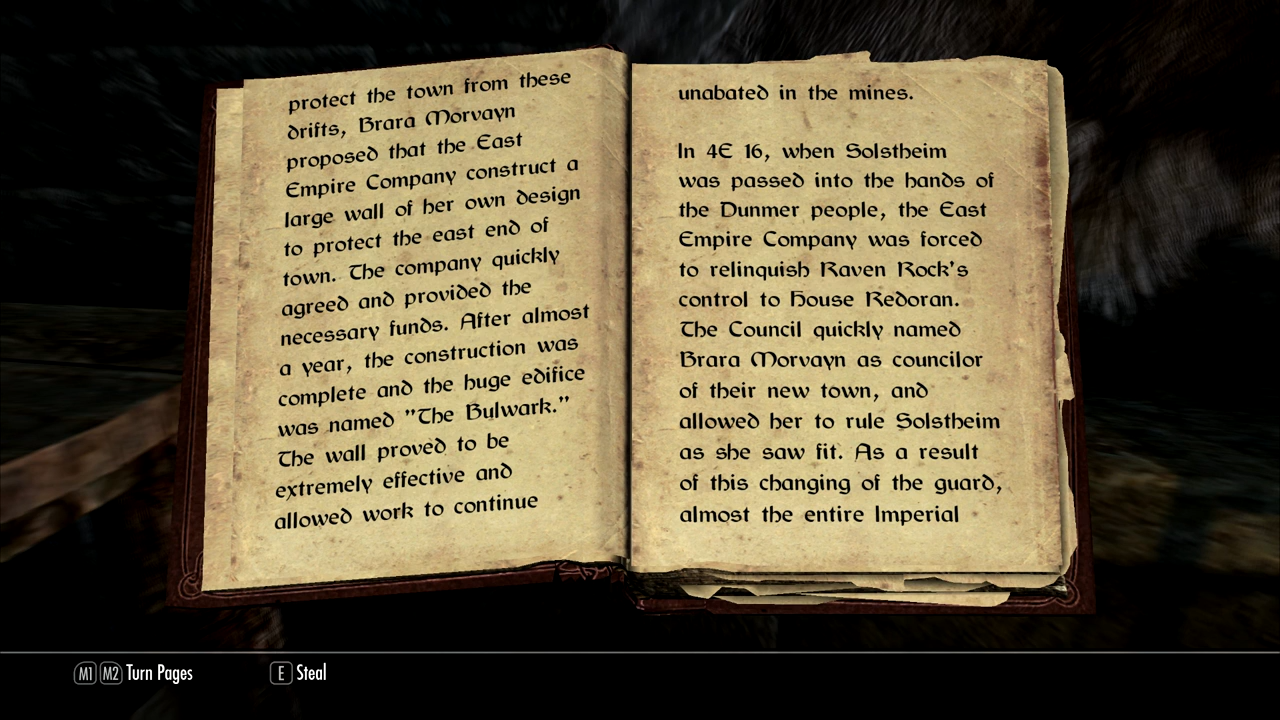 protect the town from these
drifts, Brara Morvayn
proposed that the East
Empire Company construct a
large wall of her own design
to protect the east end of
town. The company quickly
agreed and provided the
necessary funds. After almost
a year, the construction was
complete and the huge edifice
was named "The Bulwark."
The wall proved to be
extremely effective and
allowed work to continue
unabated in the mines.
In 4E 16, when Solstheim
was passed into the hands of
the Dunmer people, the East
Empire Company was forced
to relinquish Raven Rock's
control to House Redoran.
The Council quickly named
Brara Morvayn as councilor
of their new town, and
allowed her to rule Solstheim
as she saw fit. As a result
of this changing of the guard,
almost the entire Imperial
M1 M2 Turn Pages
E Steal